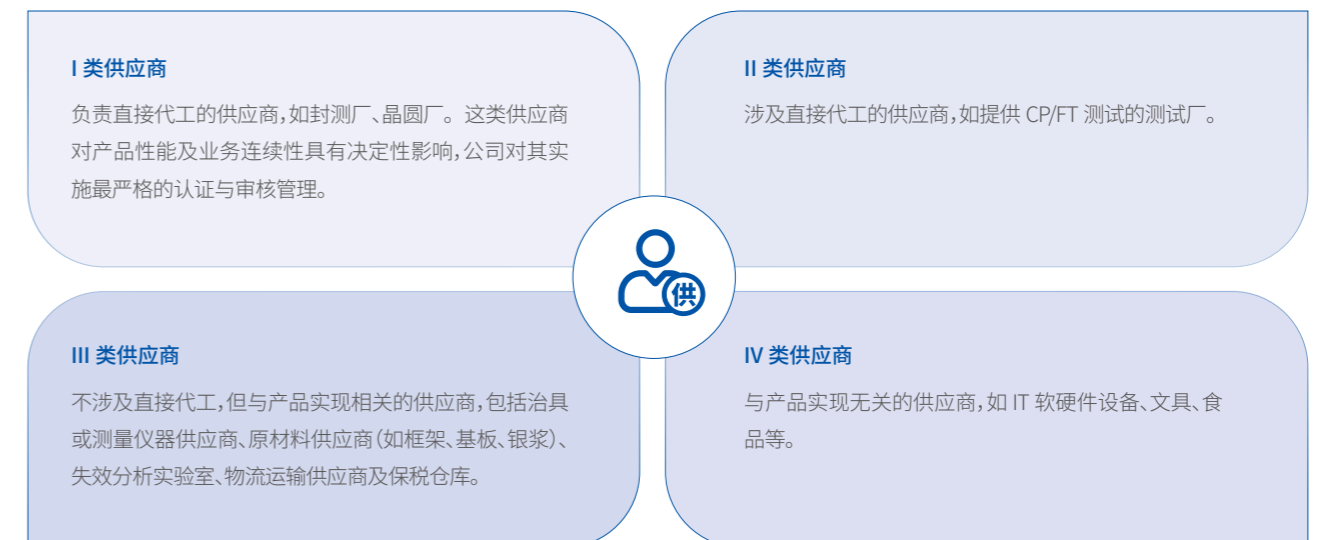 I 类供应商
负责直接代工的供应商,如封测厂、晶圆厂。这类供应商
对产品性能及业务连续性具有决定性影响,公司对其实
施最严格的认证与审核管理。
II 类供应商
涉及直接代工的供应商,如提供 CP/FT 测试的测试厂。
供
III 类供应商
不涉及直接代工,但与产品实现相关的供应商,包括治具
或测量仪器供应商、原材料供应商(如框架、基板、银浆)、
失效分析实验室、物流运输供应商及保税仓库。
IV 类供应商
与产品实现无关的供应商,如 IT 软硬件设备、文具、食
品等。